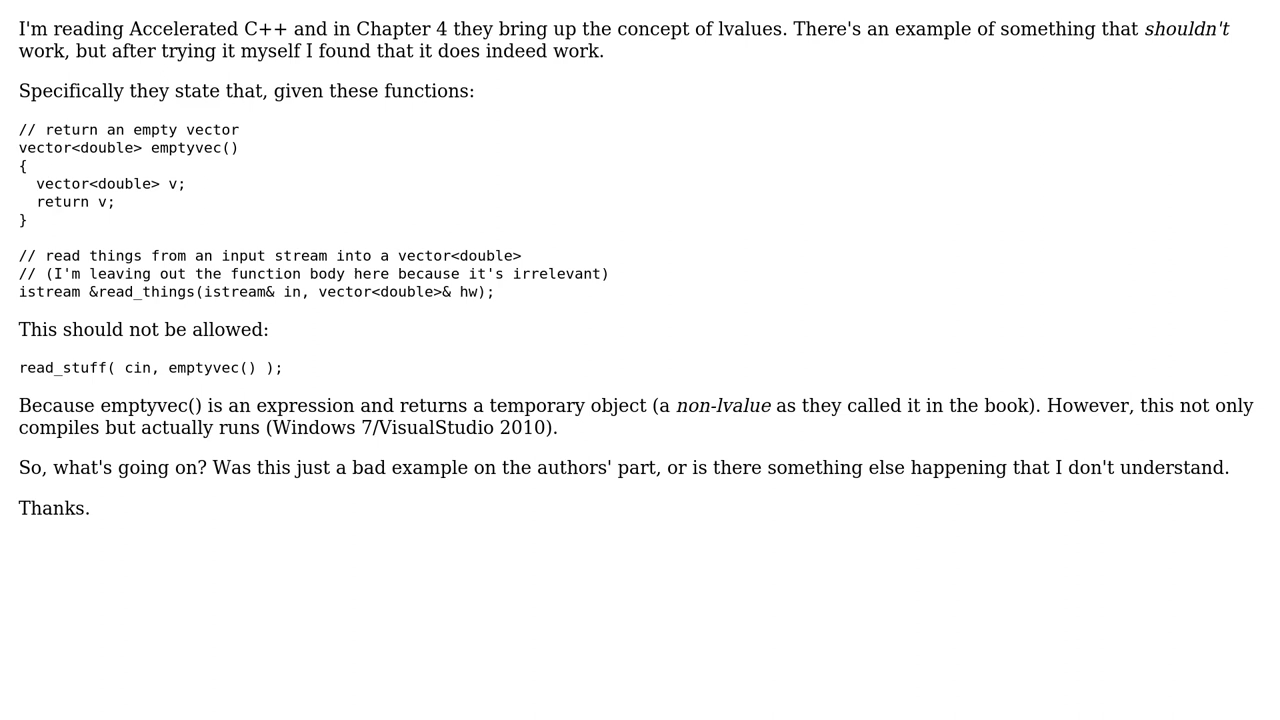 I'm reading Accelerated C++ and in Chapter 4 they bring up the concept of lvalues. There's an example of something that shouldn't
work, but after trying it myself I found that it does indeed work.
Specifically they state that, given these functions:
// return an empty vector
vector<double> emptyvec()
{
  vector<double> v;
  return v;
}
// read things from an input stream into a vector<double>
// (I'm leaving out the function body here because it's irrelevant)
istream &read_things(istream& in, vector<double>& hw);
This should not be allowed:
read_stuff( cin, emptyvec() );
Because emptyvec() is an expression and returns a temporary object (a non-lvalue as they called it in the book). However, this not only
compiles but actually runs (Windows 7/VisualStudio 2010).
So, what's going on? Was this just a bad example on the authors' part, or is there something else happening that I don't understand.
Thanks.